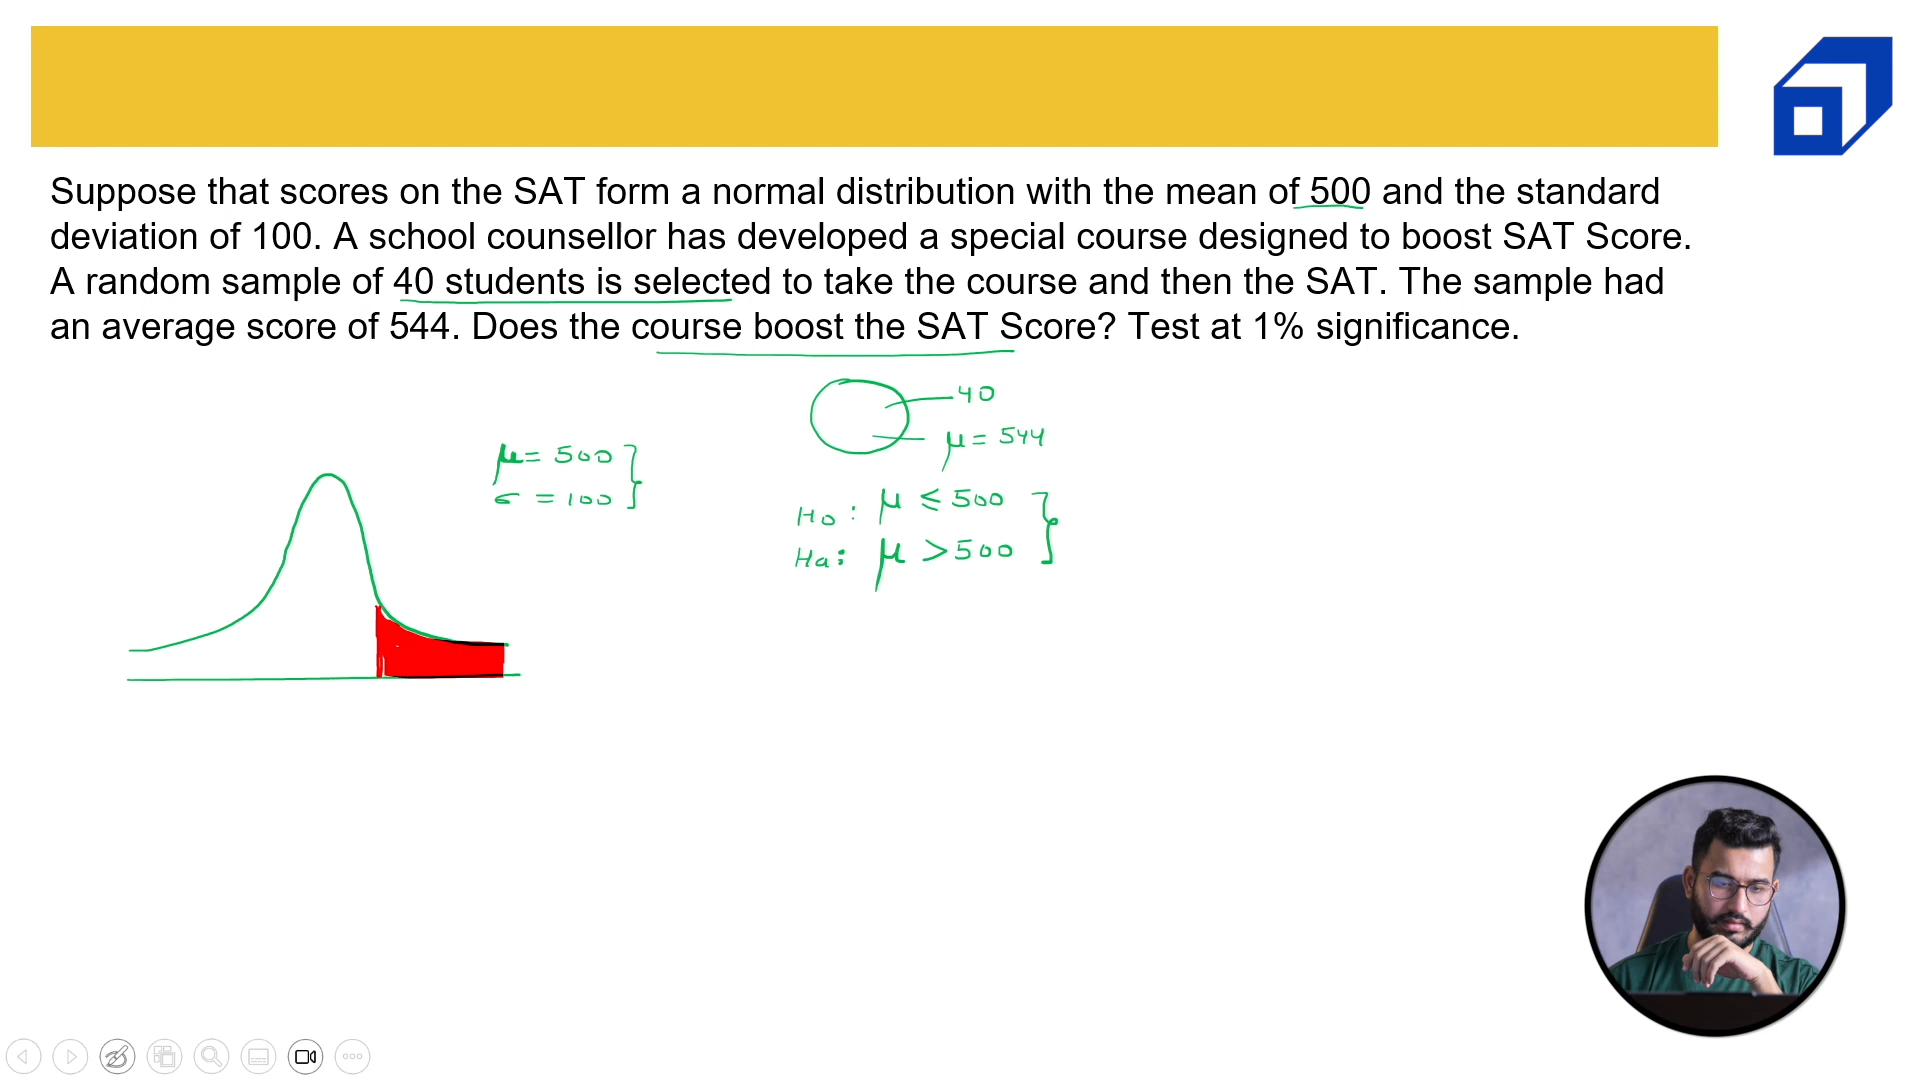 Suppose that scores on the SAT form a normal distribution with the mean of 500 and the standard
deviation of 100. A school counsellor has developed a special course designed to boost SAT Score.
A random sample of 40 students is selected to take the course and then the SAT. The sample had
an average score of 544. Does the course boost the SAT Score? Test at 1% significance.
40
μ = 544
μ = 500
σ = 100
Ho : μ ≤ 500
Ha : μ > 500